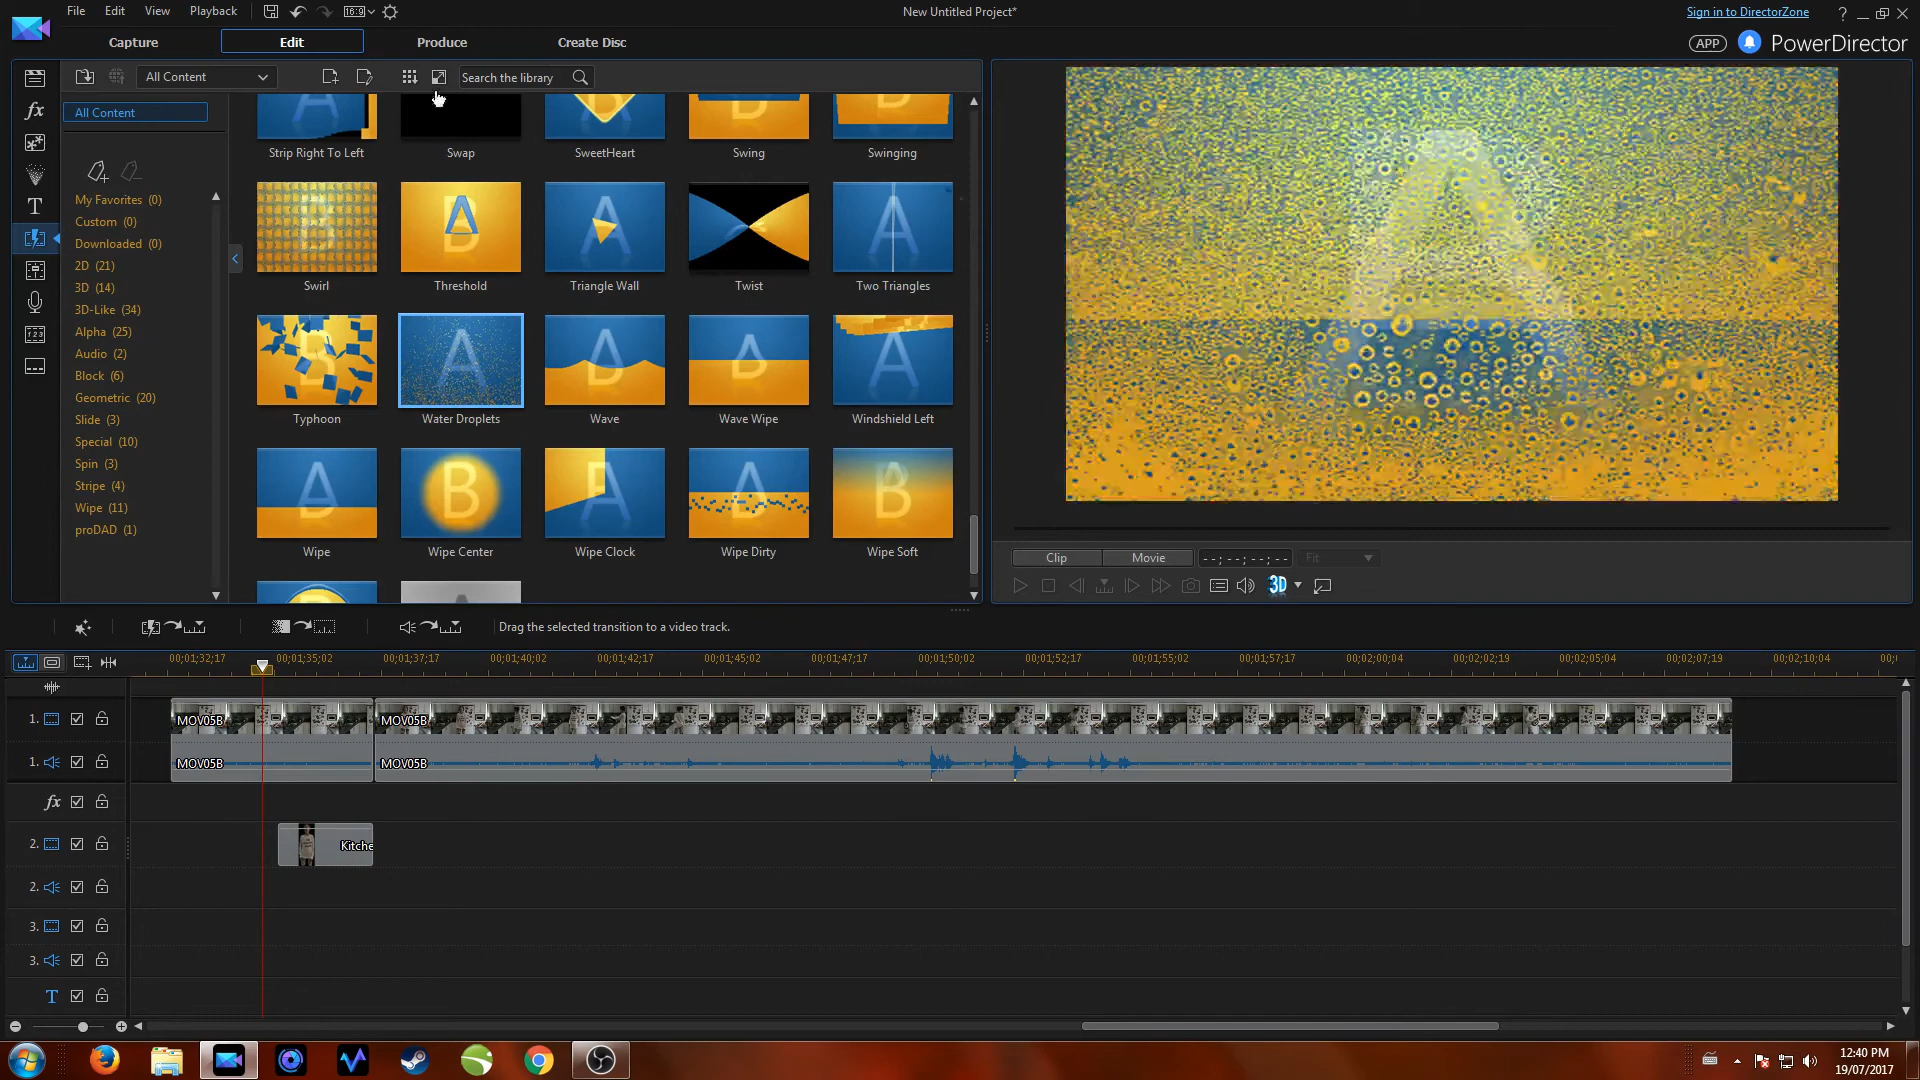 File Edit View Playback
16:9
New Untitled Project*
Sign in to DirectorZone
?
Capture Edit Produce Create Disc
APP PowerDirector
All Content
Search the library
All Content
My Favorites (0)
Custom (0)
Downloaded (0)
2D (21)
3D (14)
3D-Like (34)
Alpha (25)
Audio (2)
Block (6)
Geometric (20)
Slide (3)
Special (10)
Spin (3)
Stripe (4)
Wipe (11)
proDAD (1)
Strip Right To Left Swap SweetHeart Swing Swinging
Swirl Threshold Triangle Wall Twist Two Triangles
Typhoon Water Droplets Wave Wave Wipe Windshield Left
Wipe Wipe Center Wipe Clock Wipe Dirty Wipe Soft
Clip Movie --;--;--;-- Fit
3D
Drag the selected transition to a video track.
00;01;32;17 00;01;35;02 00;01;37;17 00;01;40;02 00;01;42;17 00;01;45;02 00;01;47;17 00;01;50;02 00;01;52;17 00;01;55;02 00;01;57;17 00;02;00;04 00;02;02;19 00;02;05;04 00;02;07;19 00;02;10;04
1. MOV05B MOV05B
1. MOV05B MOV05B
fx
2. Kitche
2.
3.
3.
T
12:40 PM
19/07/2017